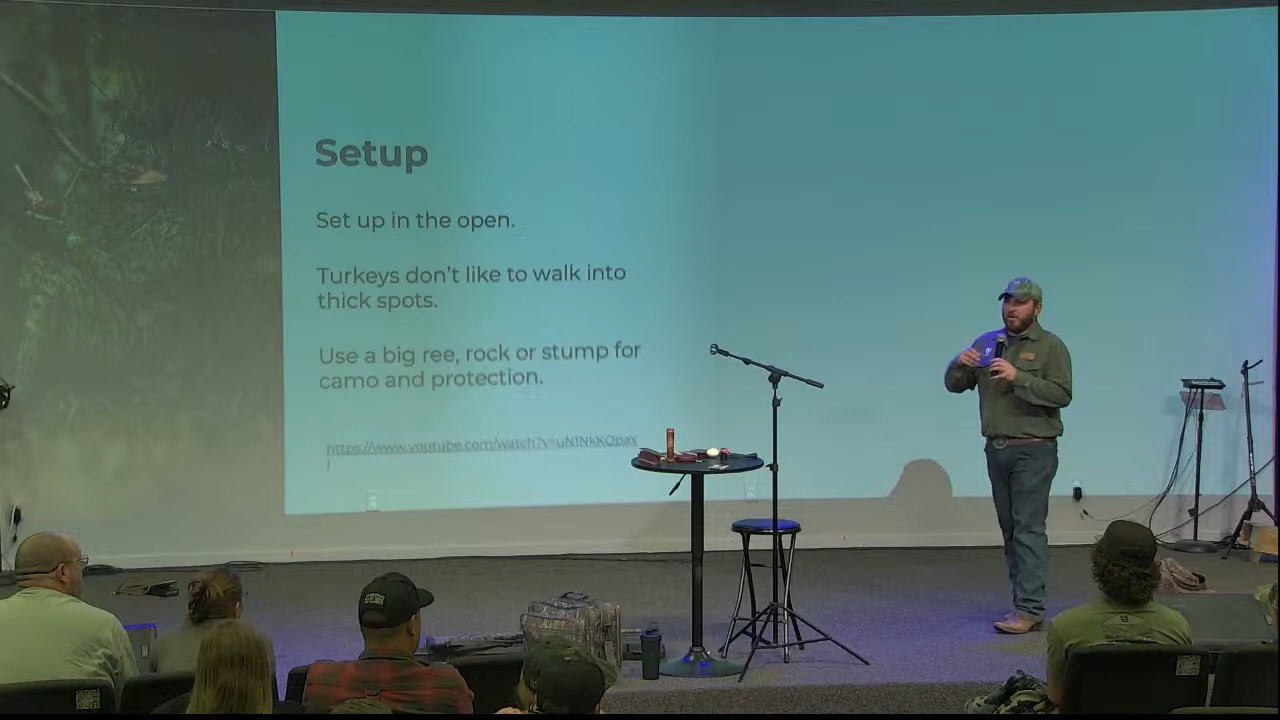 Setup
Set up in the open.
Turkeys don't like to walk into
thick spots.
Use a big ree, rock or stump for
camo and protection.